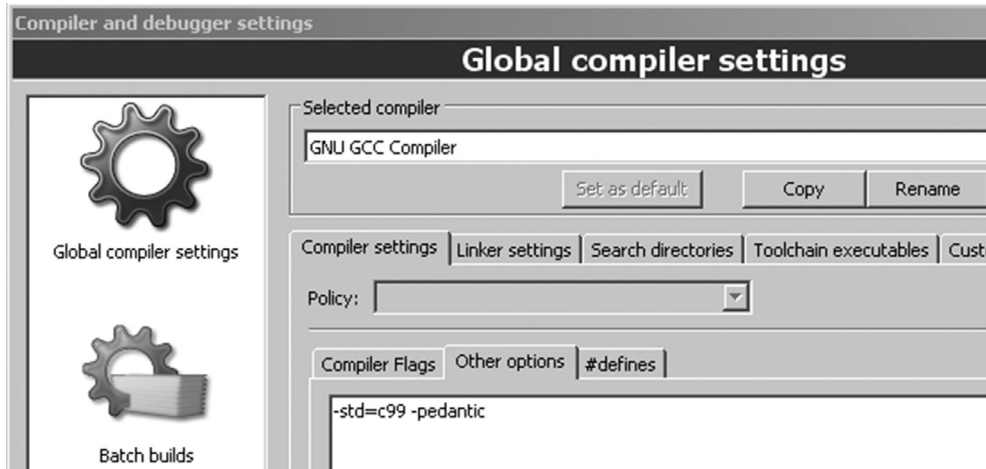 Compiler and debugger settings
Global compiler settings
Selected compiler
GNU GCC Compiler
Set as default
Copy
Rename
Global compiler settings
Compiler settings
Linker settings
Search directories
Toolchain executables
Cust
Policy:
Compiler Flags
Other options
#defines
-std=c99 -pedantic
Batch builds